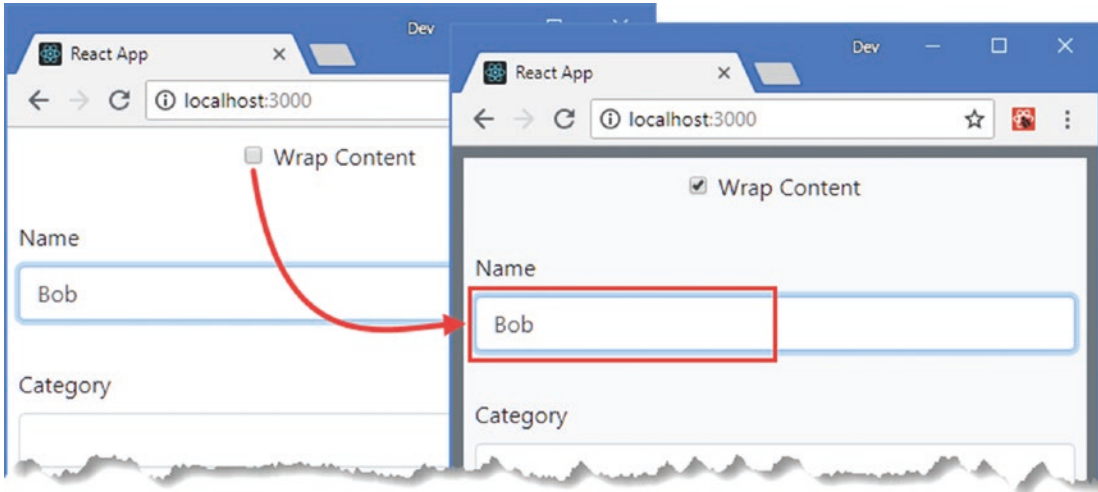 Dev
React App
localhost:3000
Wrap Content
Name
Bob
Category
Dev
React App
localhost:3000
Wrap Content
Name
Bob
Category